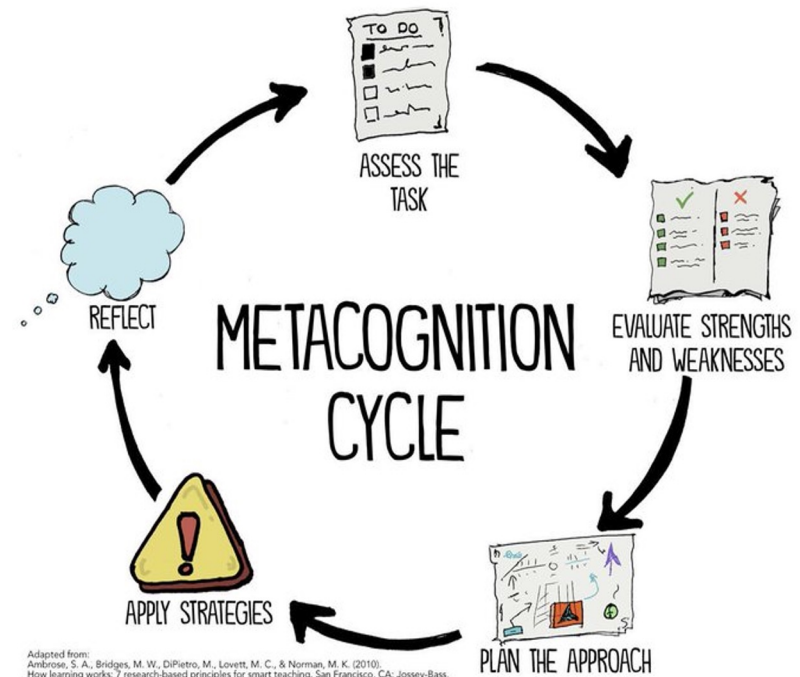 TO DO
ASSESS THE
TASK
EVALUATE STRENGTHS
AND WEAKNESSES
METACOGNITION
CYCLE
REFLECT
APPLY STRATEGIES
PLAN THE APPROACH
Adapted from:
Ambrose, S. A., Bridges, M. W., DiPietro, M., Lovett, M. C., & Norman, M. K. (2010).
How learning works: 7 research-based principles for smart teaching. San Francisco, CA: Jossey-Bass.